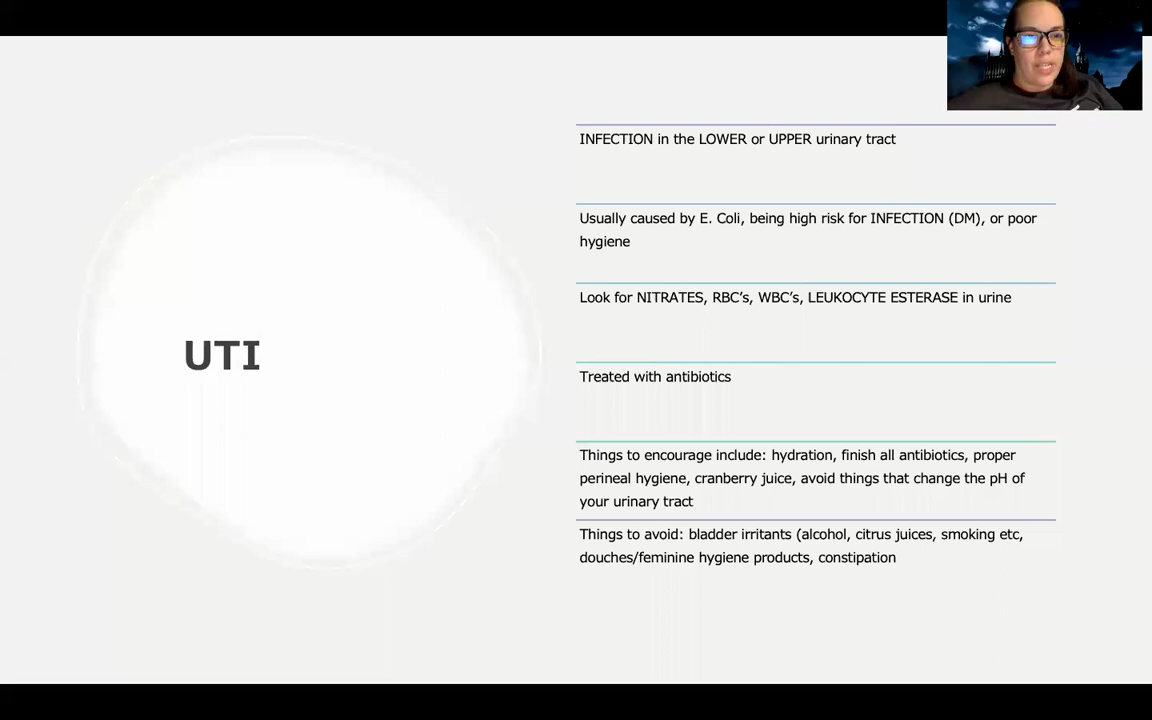 UTI
INFECTION in the LOWER or UPPER urinary tract
Usually caused by E. Coli, being high risk for INFECTION (DM), or poor
hygiene
Look for NITRATES, RBC’s, WBC’s, LEUKOCYTE ESTERASE in urine
Treated with antibiotics
Things to encourage include: hydration, finish all antibiotics, proper
perineal hygiene, cranberry juice, avoid things that change the pH of
your urinary tract
Things to avoid: bladder irritants (alcohol, citrus juices, smoking etc,
douches/feminine hygiene products, constipation